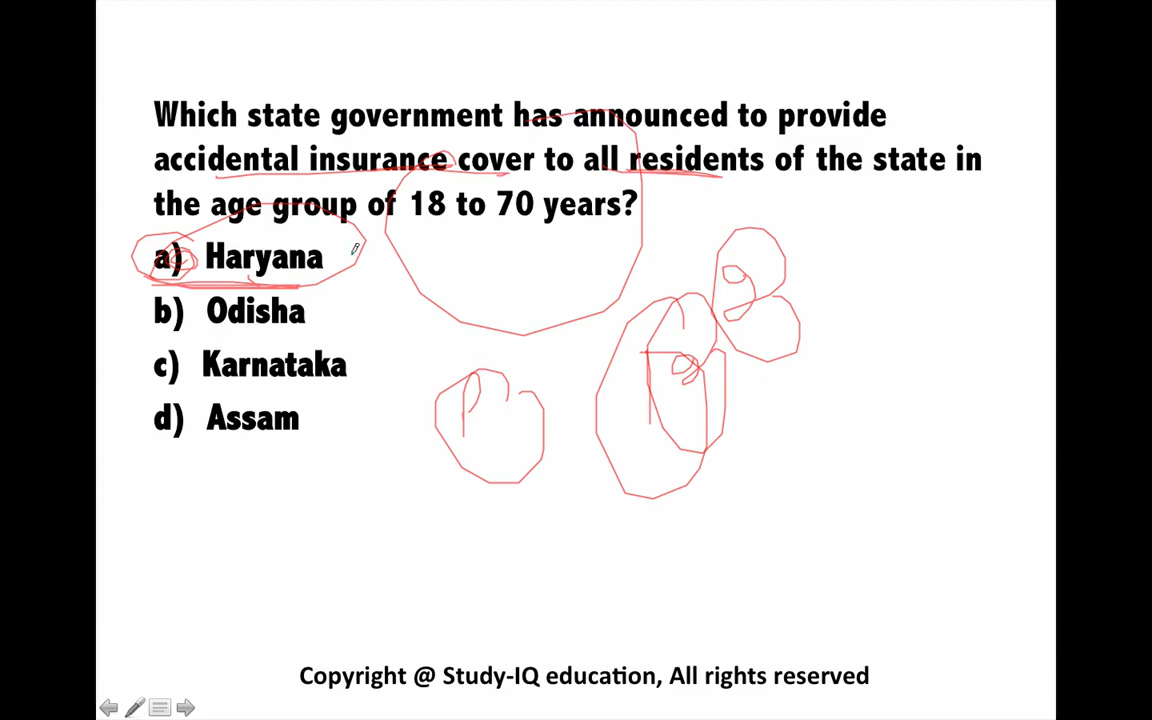 Which state government has announced to provide
accidental insurance cover to all residents of the state in
the age group of 18 to 70 years?
a) Haryana
b) Odisha
c) Karnataka
d) Assam
Copyright @ Study-IQ education, All rights reserved